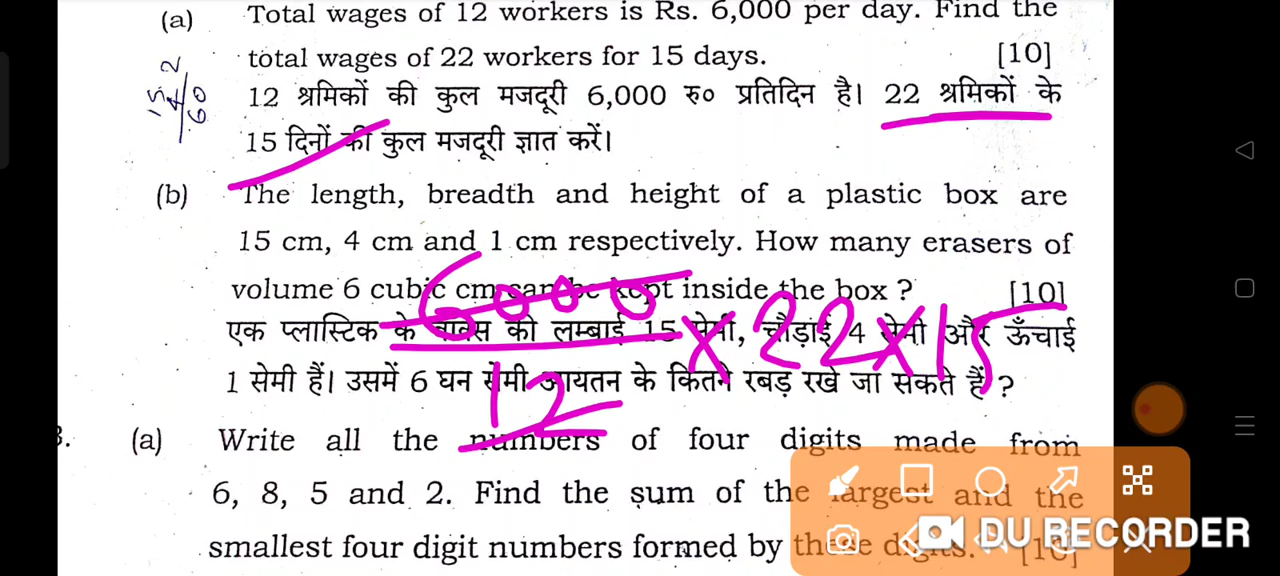 (a) Total wages of 12 workers is Rs. 6,000 per day. Find the
total wages of 22 workers for 15 days. [10]
12 श्रमिकों की कुल मजदूरी 6,000 रु० प्रतिदिन है। 22 श्रमिकों के
15 दिनों की कुल मजदूरी ज्ञात करें।
(b) The length, breadth and height of a plastic box are
15 cm, 4 cm and 1 cm respectively. How many erasers of
volume 6 cubic cm can be kept inside the box ? [10]
6000 × 22 × 15
एक प्लास्टिक के बाक्स की लम्बाई 15 सेमी, चौड़ाई 4 सेमी और ऊँचाई
12
1 सेमी हैं। उसमें 6 घन सेमी आयतन के कितने रबड़ रखे जा सकते हैं ?
3. (a) Write all the numbers of four digits made from
6, 8, 5 and 2. Find the sum of the largest and the
smallest four digit numbers formed by these digits. [10]
DU RECORDER